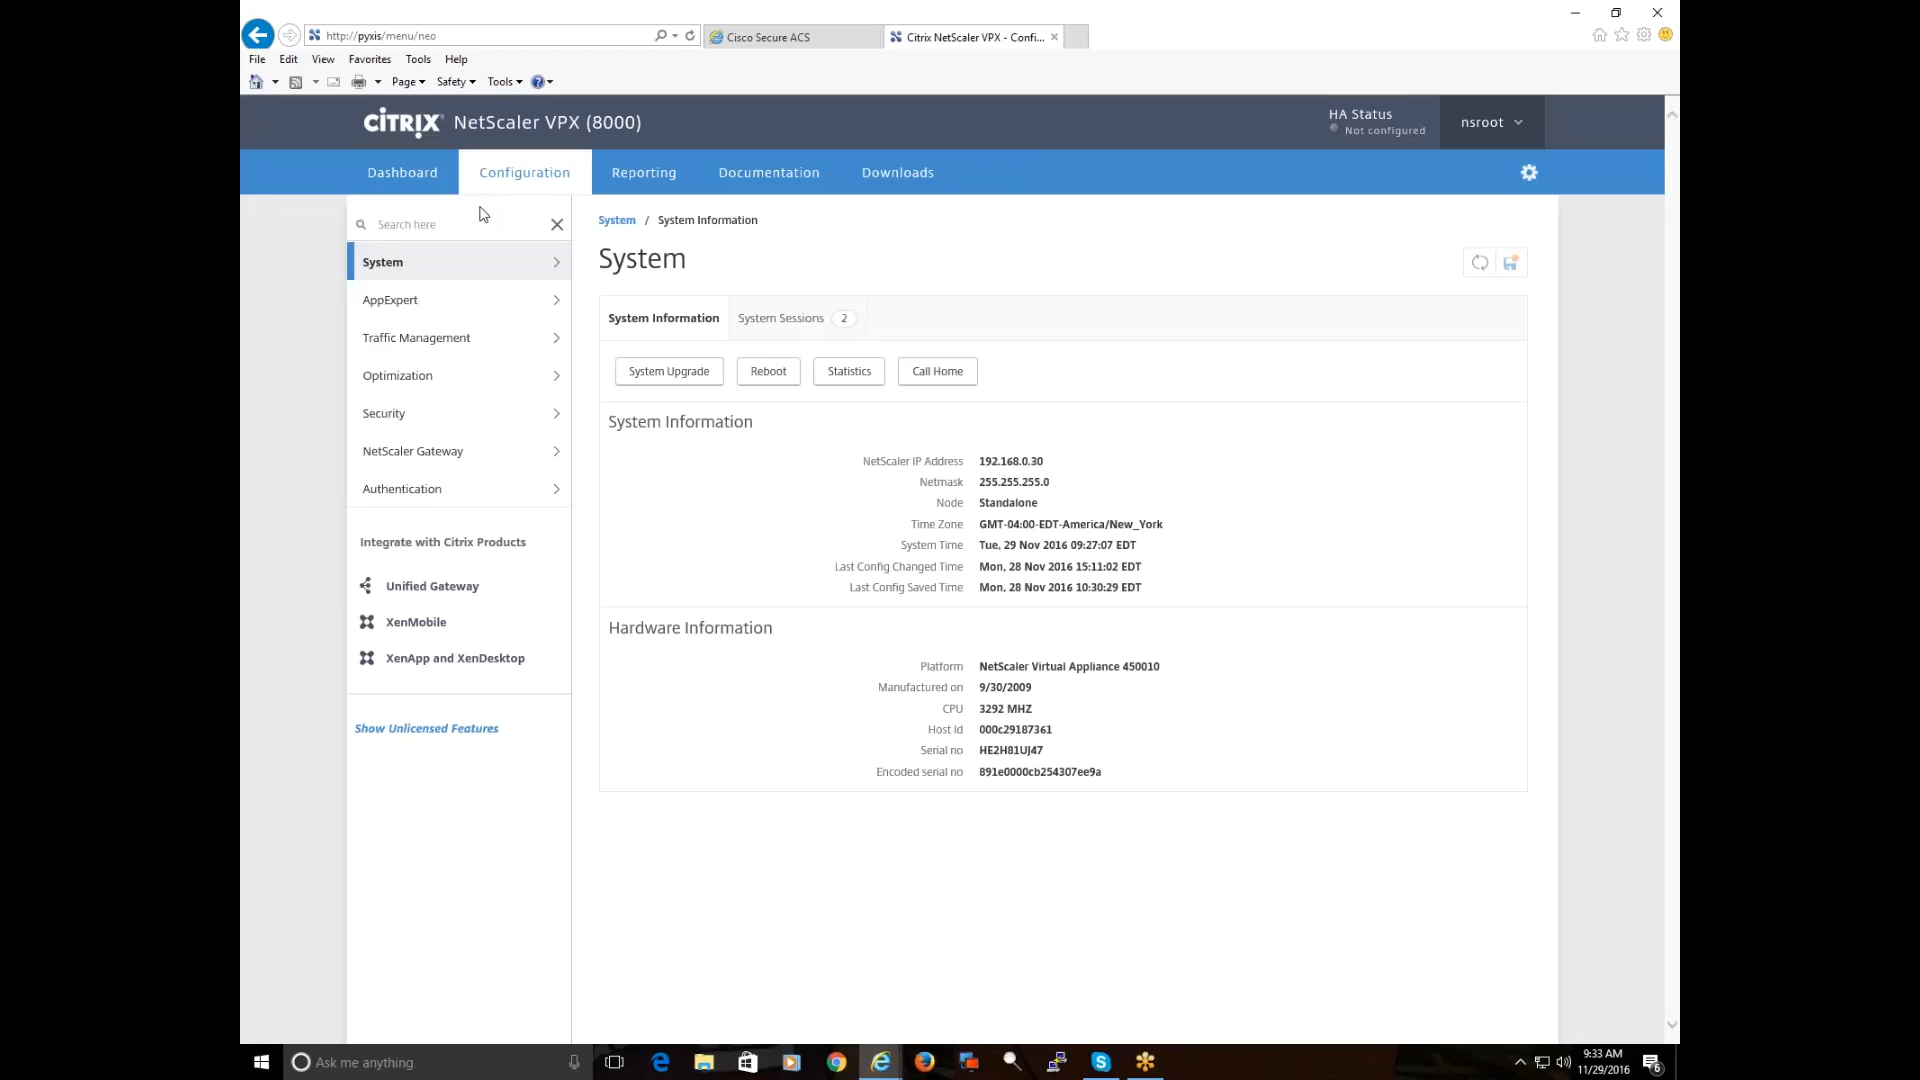 http://pyxis/menu/neo
Cisco Secure ACS
Citrix NetScaler VPX - Confi...
File Edit View Favorites Tools Help
Page Safety Tools
CITRIX NetScaler VPX (8000)
HA Status
Not configured
nsroot
Dashboard Configuration Reporting Documentation Downloads
Search here
System
AppExpert
Traffic Management
Optimization
Security
NetScaler Gateway
Authentication
Integrate with Citrix Products
Unified Gateway
XenMobile
XenApp and XenDesktop
Show Unlicensed Features
System / System Information
System
System Information System Sessions 2
System Upgrade Reboot Statistics Call Home
System Information
NetScaler IP Address 192.168.0.30
Netmask 255.255.255.0
Node Standalone
Time Zone GMT-04:00-EDT-America/New_York
System Time Tue, 29 Nov 2016 09:27:07 EDT
Last Config Changed Time Mon, 28 Nov 2016 15:11:02 EDT
Last Config Saved Time Mon, 28 Nov 2016 10:30:29 EDT
Hardware Information
Platform NetScaler Virtual Appliance 450010
Manufactured on 9/30/2009
CPU 3292 MHZ
Host Id 000c29187361
Serial no HE2H81UJ47
Encoded serial no 891e0000cb254307ee9a
Ask me anything
9:33 AM
11/29/2016
6